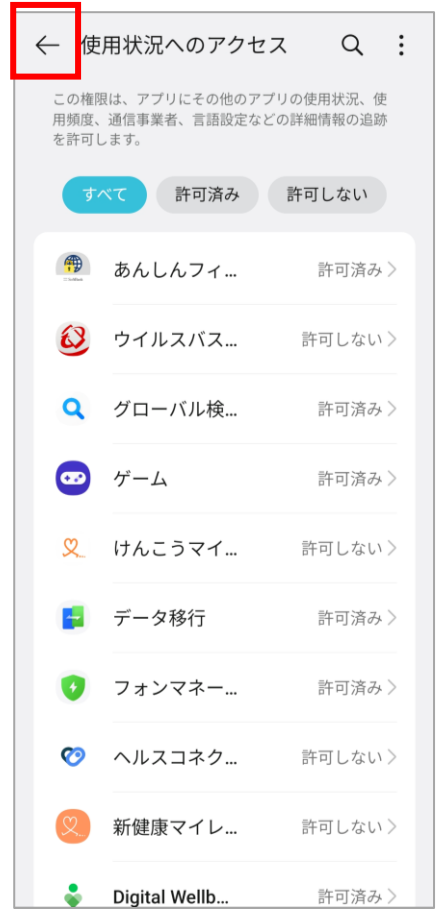 使用状況へのアクセス
この権限は、アプリにその他のアプリの使用状況、使
用頻度、通信事業者、言語設定などの詳細情報の追跡
を許可します。
すべて 許可済み 許可しない
あんしんフィ... 許可済み
ウイルスバス... 許可しない
グローバル検... 許可済み
ゲーム 許可済み
けんこうマイ... 許可しない
データ移行 許可済み
フォンマネー... 許可済み
ヘルスコネク... 許可しない
新健康マイレ... 許可しない
Digital Wellb... 許可済み